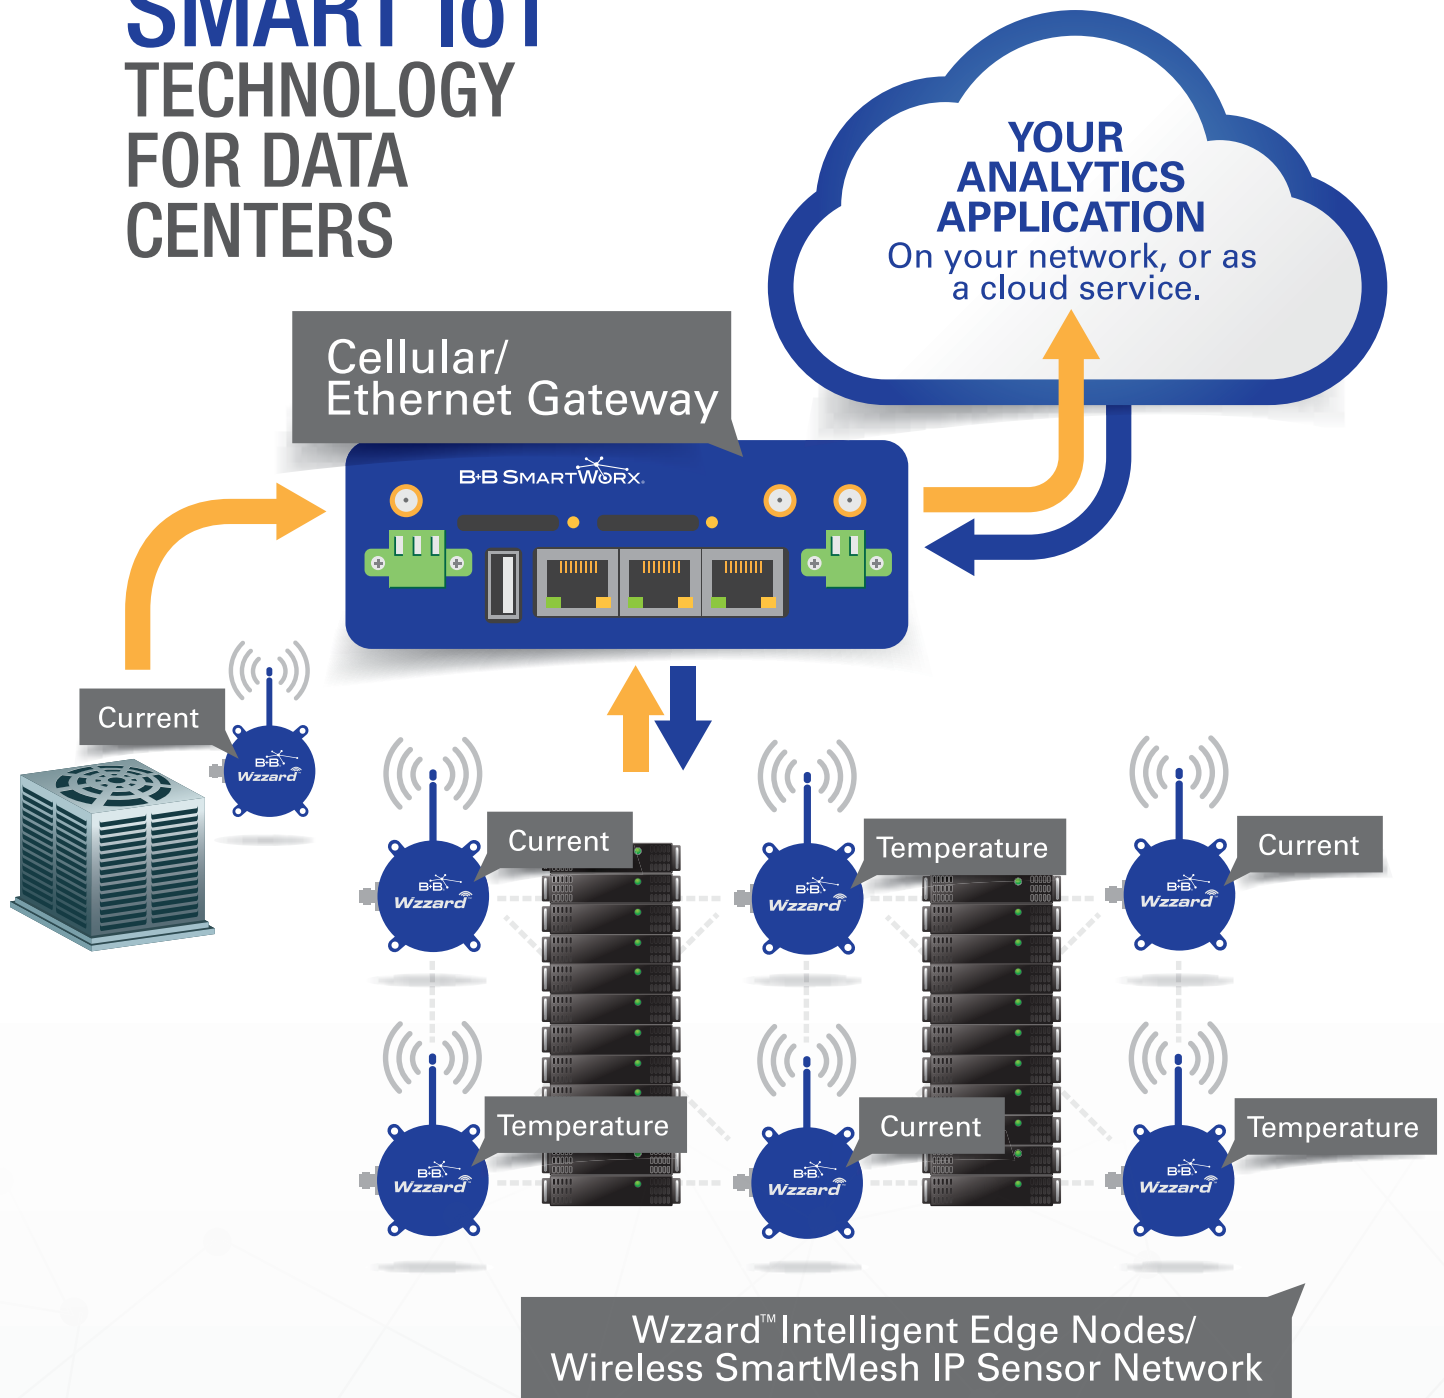 SMART IoT
TECHNOLOGY
FOR DATA
CENTERS
YOUR
ANALYTICS
APPLICATION
On your network, or as
a cloud service.
Cellular/
Ethernet Gateway
B+B SMARTWORX
Current
B+B
Wzzard
Current
B+B
Wzzard
Temperature
B+B
Wzzard
Current
B+B
Wzzard
Temperature
B+B
Wzzard
Current
B+B
Wzzard
Temperature
B+B
Wzzard
Wzzard™ Intelligent Edge Nodes/
Wireless SmartMesh IP Sensor Network